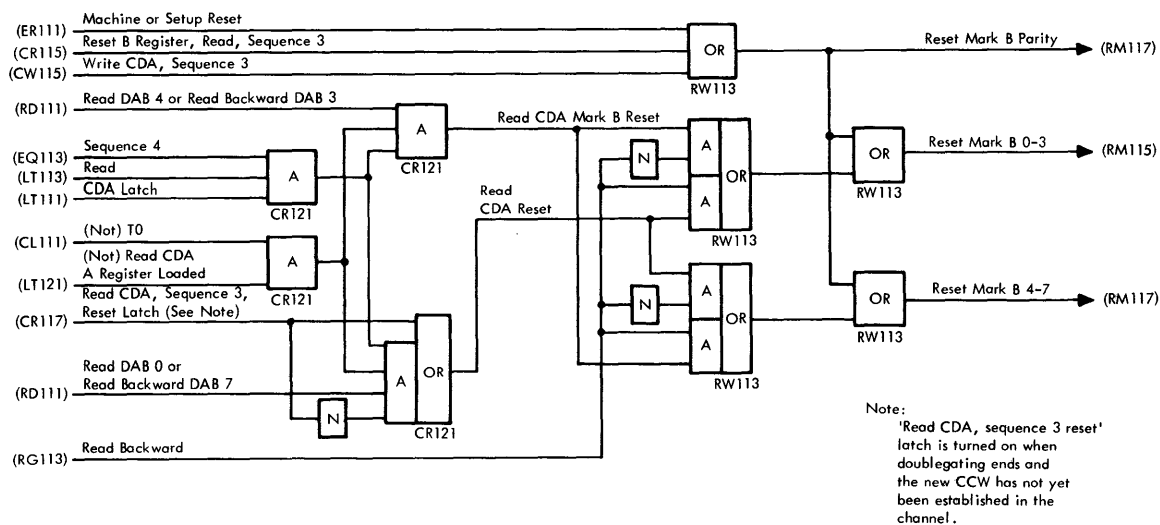 Machine or Setup Reset
(ER111)
Reset B Register, Read, Sequence 3
(CR115)
Write CDA, Sequence 3
(CW115)
OR
RW113
Reset Mark B Parity
(RM117)
Read DAB 4 or Read Backward DAB 3
(RD111)
A
CR121
Read CDA Mark B Reset
Sequence 4
(EQ113)
Read
(LT113)
CDA Latch
(LT111)
A
CR121
N
A
OR
A
RW113
OR
RW113
Reset Mark B 0-3
(RM115)
Read
CDA Reset
(Not) T0
(CL111)
(Not) Read CDA
A Register Loaded
(LT121)
A
CR121
Read CDA, Sequence 3,
Reset Latch (See Note)
(CR117)
N
A
OR
A
RW113
OR
RW113
Reset Mark B 4-7
(RM117)
Read DAB 0 or
Read Backward DAB 7
(RD111)
A
OR
N
CR121
Read Backward
(RG113)
Note:
'Read CDA, sequence 3 reset'
latch is turned on when
doublegating ends and
the new CCW has not yet
been established in the
channel.